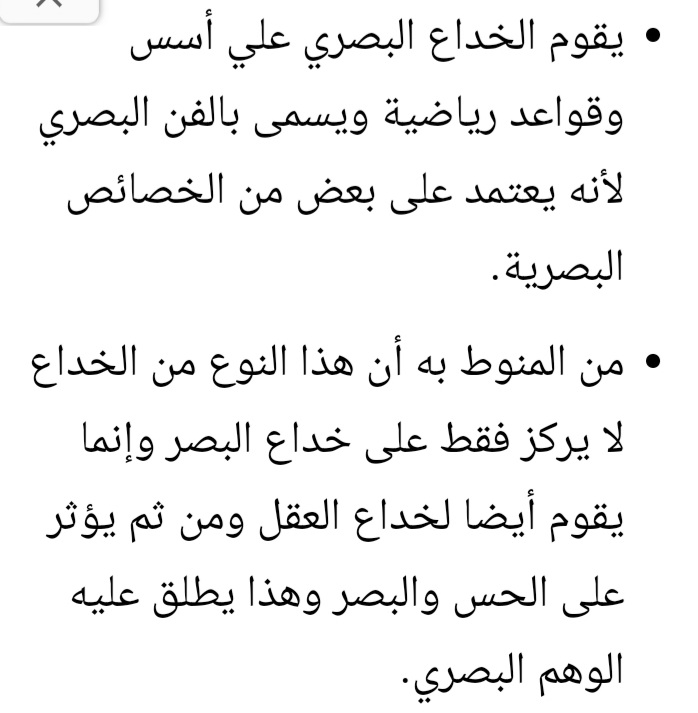 • يقوم الخداع البصري علي أسس
وقواعد رياضية ويسمى بالفن البصري
لأنه يعتمد على بعض من الخصائص
البصرية.
• من المنوط به أن هذا النوع من الخداع
لا يركز فقط على خداع البصر وإنما
يقوم أيضا لخداع العقل ومن ثم يؤثر
على الحس والبصر وهذا يطلق عليه
الوهم البصري.